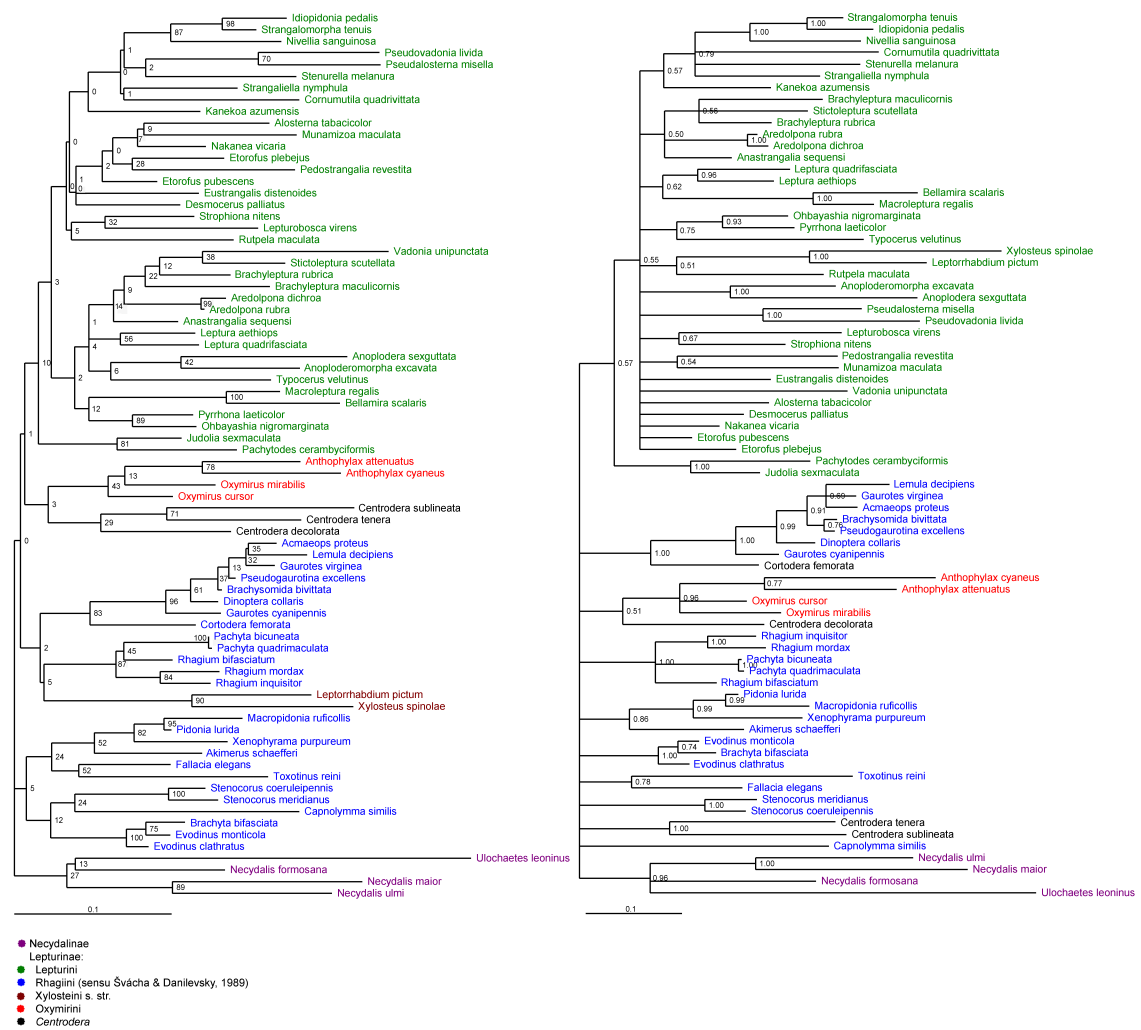 Idiopidonia pedalis
98
Strangalomorpha tenuis
87
Nivellia sanguinosa
1
Pseudovadonia livida
70
Pseudalosterna misella
2
0
Stenurella melanura
Strangaliella nymphula
1
Cornumutila quadrivittata
0
Kanekoa azumensis
Alosterna tabacicolor
9
Munamizoa maculata
7
Nakanea vicaria
0
0
Etorofus plebejus
28
2
Pedostrangalia revestita
1
Etorofus pubescens
0
0
Eustrangalis distenoides
Desmocerus palliatus
Strophiona nitens
32
Lepturobosca virens
5
Rutpela maculata
Vadonia unipunctata
38
Stictoleptura scutellata
12
22
Brachyleptura rubrica
3
Brachyleptura maculicornis
9
Aredolpona dichroa
99
14
Aredolpona rubra
Anastrangalia sequensi
1
Leptura aethiops
56
4
Leptura quadrifasciata
Anoplodera sexguttata
42
10
Anoploderomorpha excavata
6
2
Typocerus velutinus
Macroleptura regalis
100
Bellamira scalaris
12
Pyrrhona laeticolor
89
Ohbayashia nigromarginata
1
Judolia sexmaculata
81
Pachytodes cerambyciformis
Anthophylax attenuatus
78
Anthophylax cyaneus
13
43
Oxymirus mirabilis
Oxymirus cursor
3
Centrodera sublineata
71
Centrodera tenera
29
Centrodera decolorata
0
Acmaeops proteus
35
Lemula decipiens
32
13
Gaurotes virginea
37
Pseudogaurotina excellens
61
Brachysomida bivittata
96
Dinoptera collaris
83
Gaurotes cyanipennis
Cortodera femorata
100
Pachyta bicuneata
2
45
Pachyta quadrimaculata
87
Rhagium bifasciatum
Rhagium mordax
84
5
Rhagium inquisitor
Leptorrhabdium pictum
90
Xylosteus spinolae
Macropidonia ruficollis
95
82
Pidonia lurida
52
Xenophyrama purpureum
24
Akimerus schaefferi
Fallacia elegans
52
Toxotinus reini
5
Stenocorus coeruleipennis
100
24
Stenocorus meridianus
Capnolymma similis
12
Brachyta bifasciata
75
100
Evodinus monticola
Evodinus clathratus
Ulochaetes leoninus
13
Necydalis formosana
27
Necydalis maior
89
Necydalis ulmi
0.1
Strangalomorpha tenuis
1.00
Idiopidonia pedalis
1.00
Nivellia sanguinosa
0.79
Cornumutila quadrivittata
Stenurella melanura
0.57
Strangaliella nymphula
Kanekoa azumensis
Brachyleptura maculicornis
0.56
Stictoleptura scutellata
Brachyleptura rubrica
0.50
Aredolpona rubra
1.00
Aredolpona dichroa
Anastrangalia sequensi
Leptura quadrifasciata
0.96
Leptura aethiops
0.62
Bellamira scalaris
1.00
Macroleptura regalis
Ohbayashia nigromarginata
0.93
0.75
Pyrrhona laeticolor
Typocerus velutinus
Xylosteus spinolae
1.00
0.55
0.51
Leptorrhabdium pictum
Rutpela maculata
Anoploderomorpha excavata
1.00
Anoplodera sexguttata
Pseudalosterna misella
1.00
Pseudovadonia livida
Lepturobosca virens
0.67
Strophiona nitens
0.57
Pedostrangalia revestita
0.54
Munamizoa maculata
Eustrangalis distenoides
Vadonia unipunctata
Alosterna tabacicolor
Desmocerus palliatus
Nakanea vicaria
Etorofus pubescens
Etorofus plebejus
Pachytodes cerambyciformis
1.00
Judolia sexmaculata
Lemula decipiens
0.69
Gaurotes virginea
0.91
Acmaeops proteus
Brachysomida bivittata
0.99
0.76
Pseudogaurotina excellens
1.00
Dinoptera collaris
1.00
Gaurotes cyanipennis
Cortodera femorata
Anthophylax cyaneus
0.77
Anthophylax attenuatus
0.96
Oxymirus cursor
0.51
Oxymirus mirabilis
Centrodera decolorata
Rhagium inquisitor
1.00
Rhagium mordax
1.00
Pachyta bicuneata
1.00
Pachyta quadrimaculata
Rhagium bifasciatum
Pidonia lurida
0.99
0.99
Macropidonia ruficollis
0.86
Xenophyrama purpureum
Akimerus schaefferi
Evodinus monticola
0.74
1.00
Brachyta bifasciata
Evodinus clathratus
Toxotinus reini
0.78
Fallacia elegans
Stenocorus meridianus
1.00
Stenocorus coeruleipennis
Centrodera tenera
1.00
Centrodera sublineata
Capnolymma similis
Necydalis ulmi
1.00
Necydalis maior
0.96
Necydalis formosana
Ulochaetes leoninus
0.1
Necydalinae
Lepturinae:
Lepturini
Rhagiini (sensu Švácha & Danilevsky, 1989)
Xylosteini s. str.
Oxymirini
Centrodera